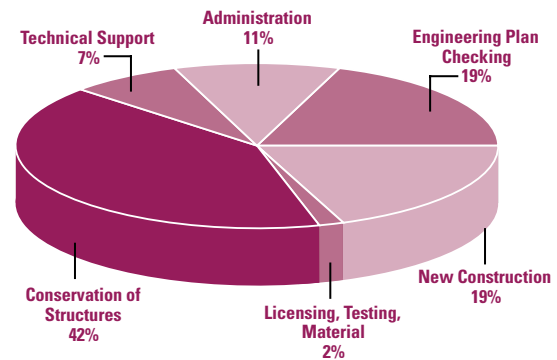 Administration
11%
Technical Support
7%
Engineering Plan
Checking
19%
New Construction
19%
Licensing, Testing,
Material
2%
Conservation of
Structures
42%